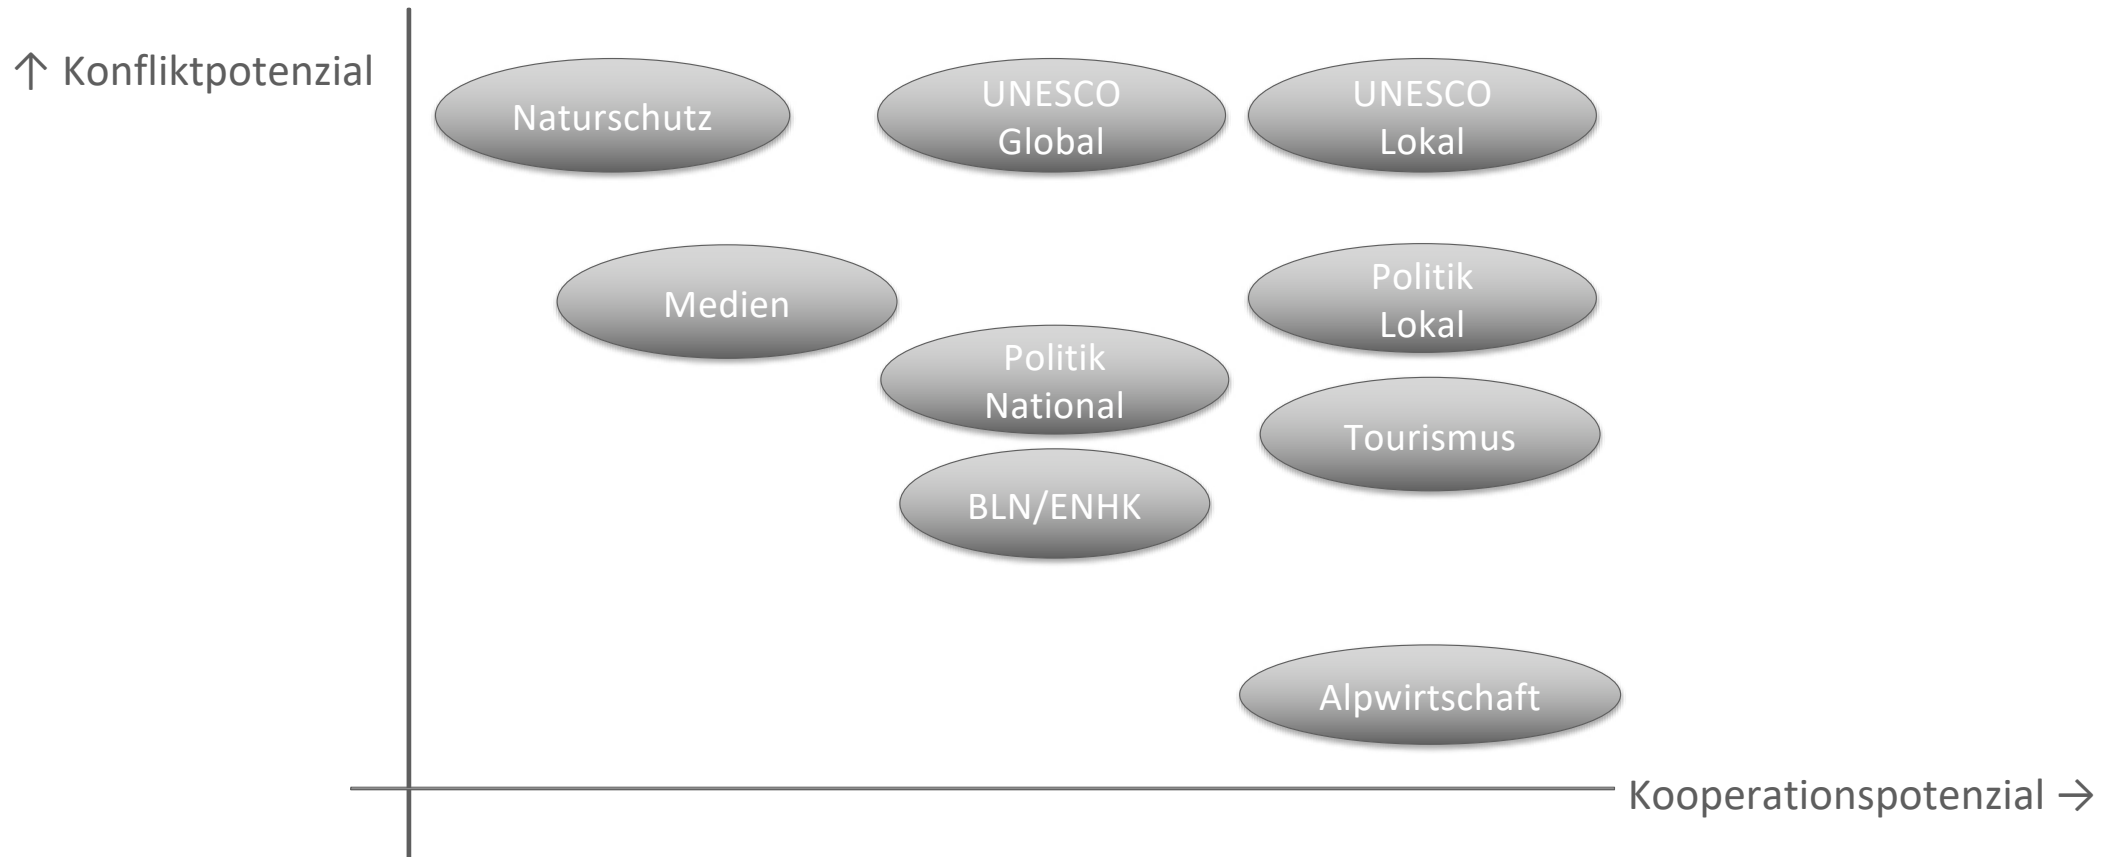 ↑ Konfliktpotenzial
Naturschutz
UNESCO
Global
UNESCO
Lokal
Medien
Politik
Lokal
Politik
National
Tourismus
BLN/ENHK
Alpwirtschaft
Kooperationspotenzial →